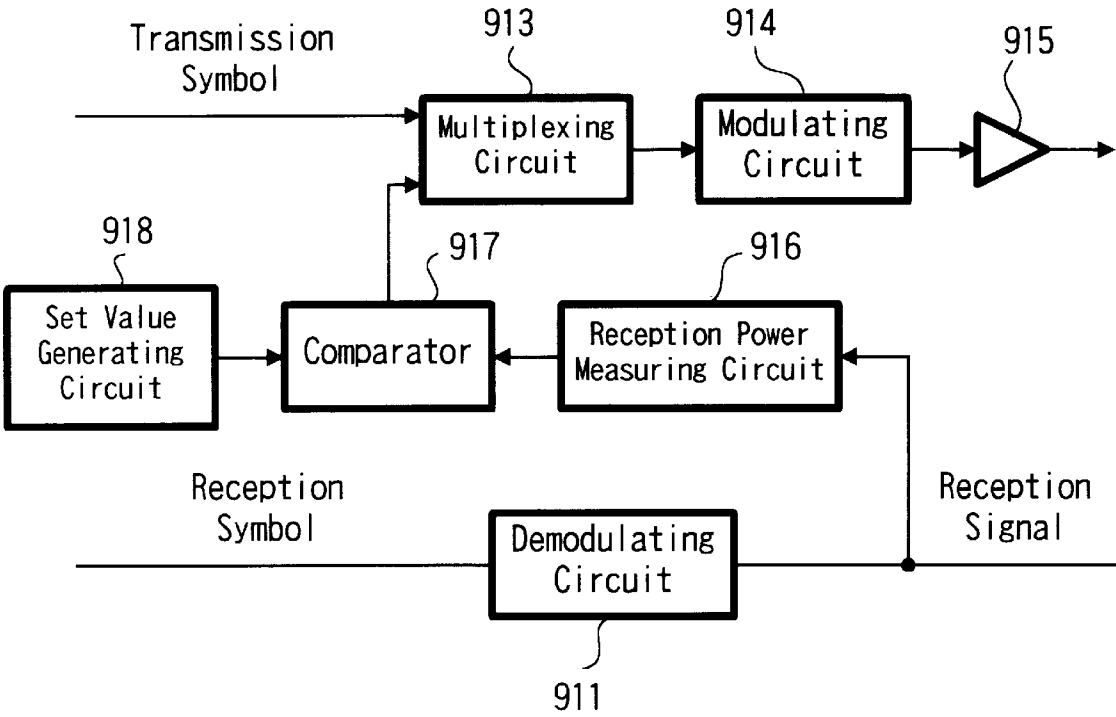 Transmission
Symbol
913
914
915
Multiplexing
Circuit
Modulating
Circuit
918
917
916
Set Value
Generating
Circuit
Comparator
Reception Power
Measuring Circuit
Reception
Symbol
Demodulating
Circuit
Reception
Signal
911